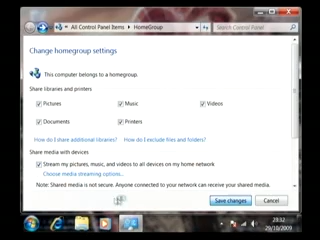 All Control Panel Items ▸ HomeGroup
Search Control Panel
Change homegroup settings
This computer belongs to a homegroup.
Share libraries and printers
Pictures Music Videos
Documents Printers
How do I share additional libraries? How do I exclude files and folders?
Share media with devices
Stream my pictures, music, and videos to all devices on my home network
Choose media streaming options...
Note: Shared media is not secure. Anyone connected to your network can receive your shared media.
Save changes Cancel
20:32
29/10/2009